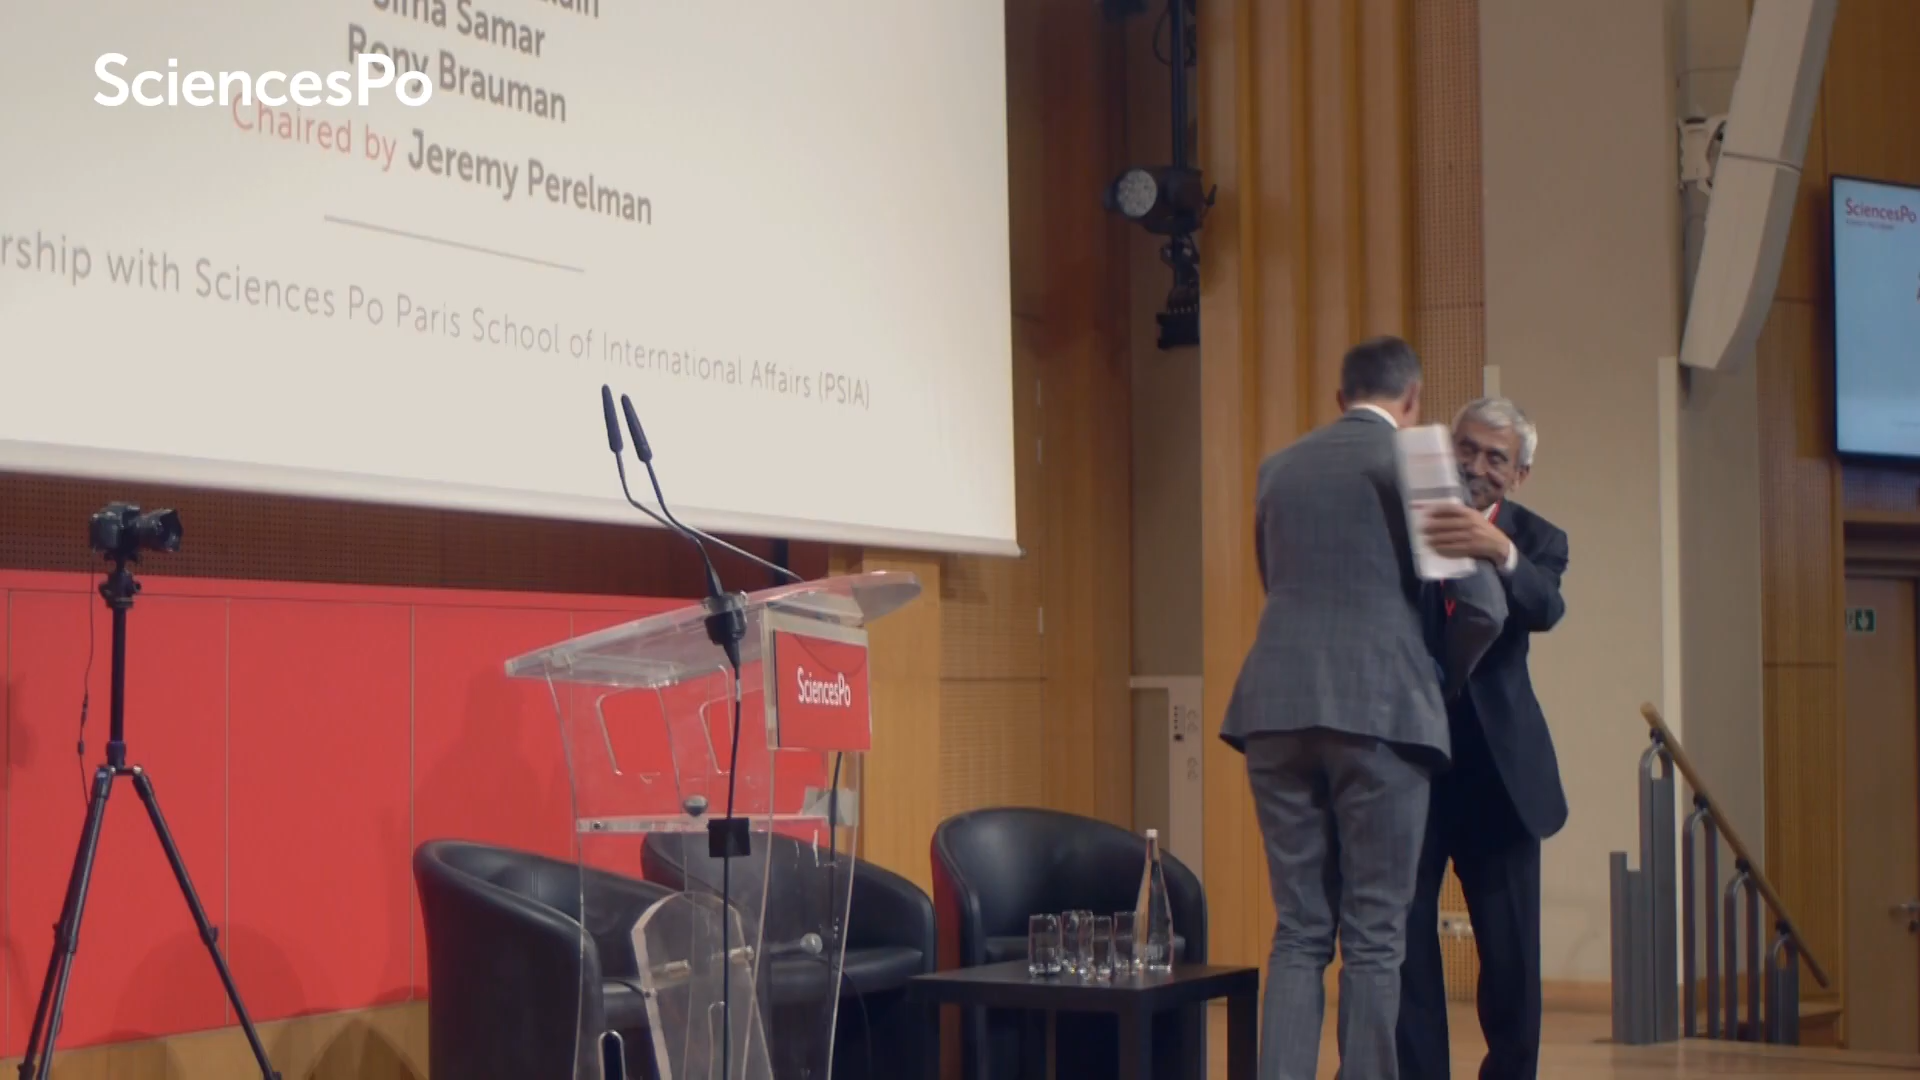 Sima Samar
Rony Brauman
SciencesPo
Chaired by Jeremy Perelman
rship with Sciences Po Paris School of International Affairs (PSIA)
SciencesPo
SciencesPo